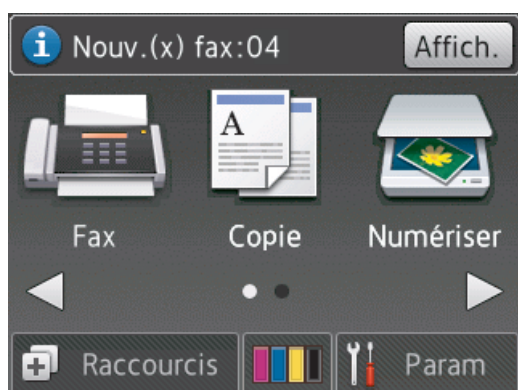 Nouv.(x) fax:04 Affich.
A
Fax Copie Numériser
Raccourcis Param